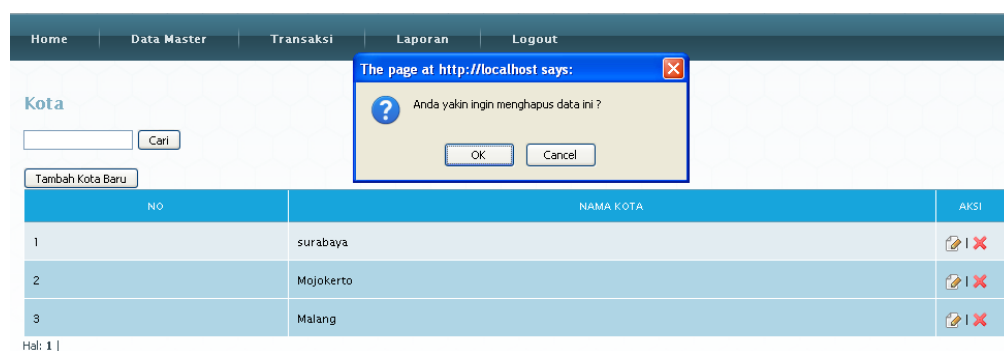 Home Data Master Transaksi Laporan Logout
The page at http://localhost says:
Anda yakin ingin menghapus data ini ?
OK Cancel
Kota
Cari
Tambah Kota Baru
NO NAMA KOTA AKSI
1 surabaya |
2 Mojokerto |
3 Malang |
Hal: 1 |